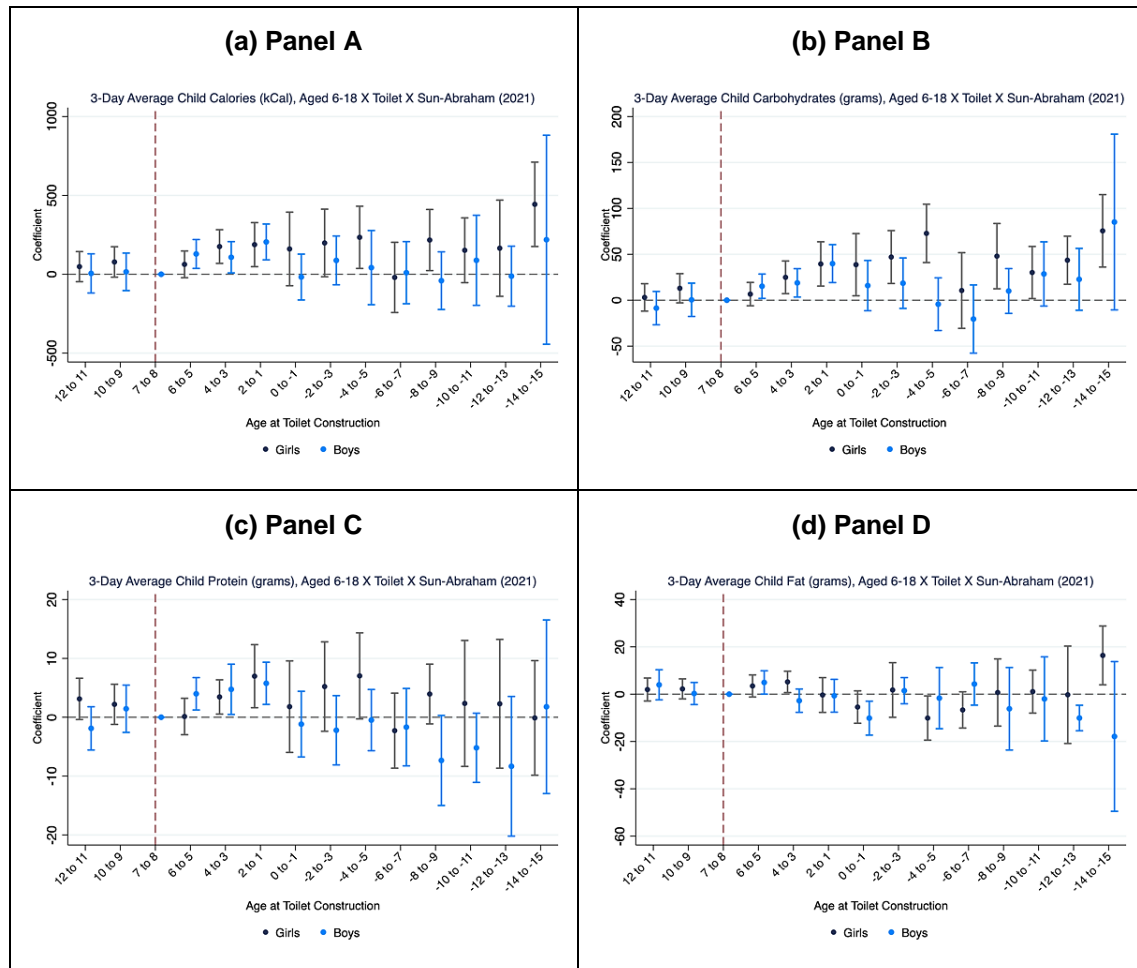 (a) Panel A
3-Day Average Child Calories (kCal), Aged 6-18 X Toilet X Sun-Abraham (2021)
Coefficient
1000
500
0
-500
12 to 11
10 to 9
7 to 8
6 to 5
4 to 3
2 to 1
0 to -1
-2 to -3
-4 to -5
-6 to -7
-8 to -9
-10 to -11
-12 to -13
-14 to -15
Age at Toilet Construction
Girls Boys
(b) Panel B
3-Day Average Child Carbohydrates (grams), Aged 6-18 X Toilet X Sun-Abraham (2021)
Coefficient
200
150
100
50
0
-50
12 to 11
10 to 9
7 to 8
6 to 5
4 to 3
2 to 1
0 to -1
-2 to -3
-4 to -5
-6 to -7
-8 to -9
-10 to -11
-12 to -13
-14 to -15
Age at Toilet Construction
Girls Boys
(c) Panel C
3-Day Average Child Protein (grams), Aged 6-18 X Toilet X Sun-Abraham (2021)
Coefficient
20
10
0
-10
-20
12 to 11
10 to 9
7 to 8
6 to 5
4 to 3
2 to 1
0 to -1
-2 to -3
-4 to -5
-6 to -7
-8 to -9
-10 to -11
-12 to -13
-14 to -15
Age at Toilet Construction
Girls Boys
(d) Panel D
3-Day Average Child Fat (grams), Aged 6-18 X Toilet X Sun-Abraham (2021)
Coefficient
40
20
0
-20
-40
-60
12 to 11
10 to 9
7 to 8
6 to 5
4 to 3
2 to 1
0 to -1
-2 to -3
-4 to -5
-6 to -7
-8 to -9
-10 to -11
-12 to -13
-14 to -15
Age at Toilet Construction
Girls Boys